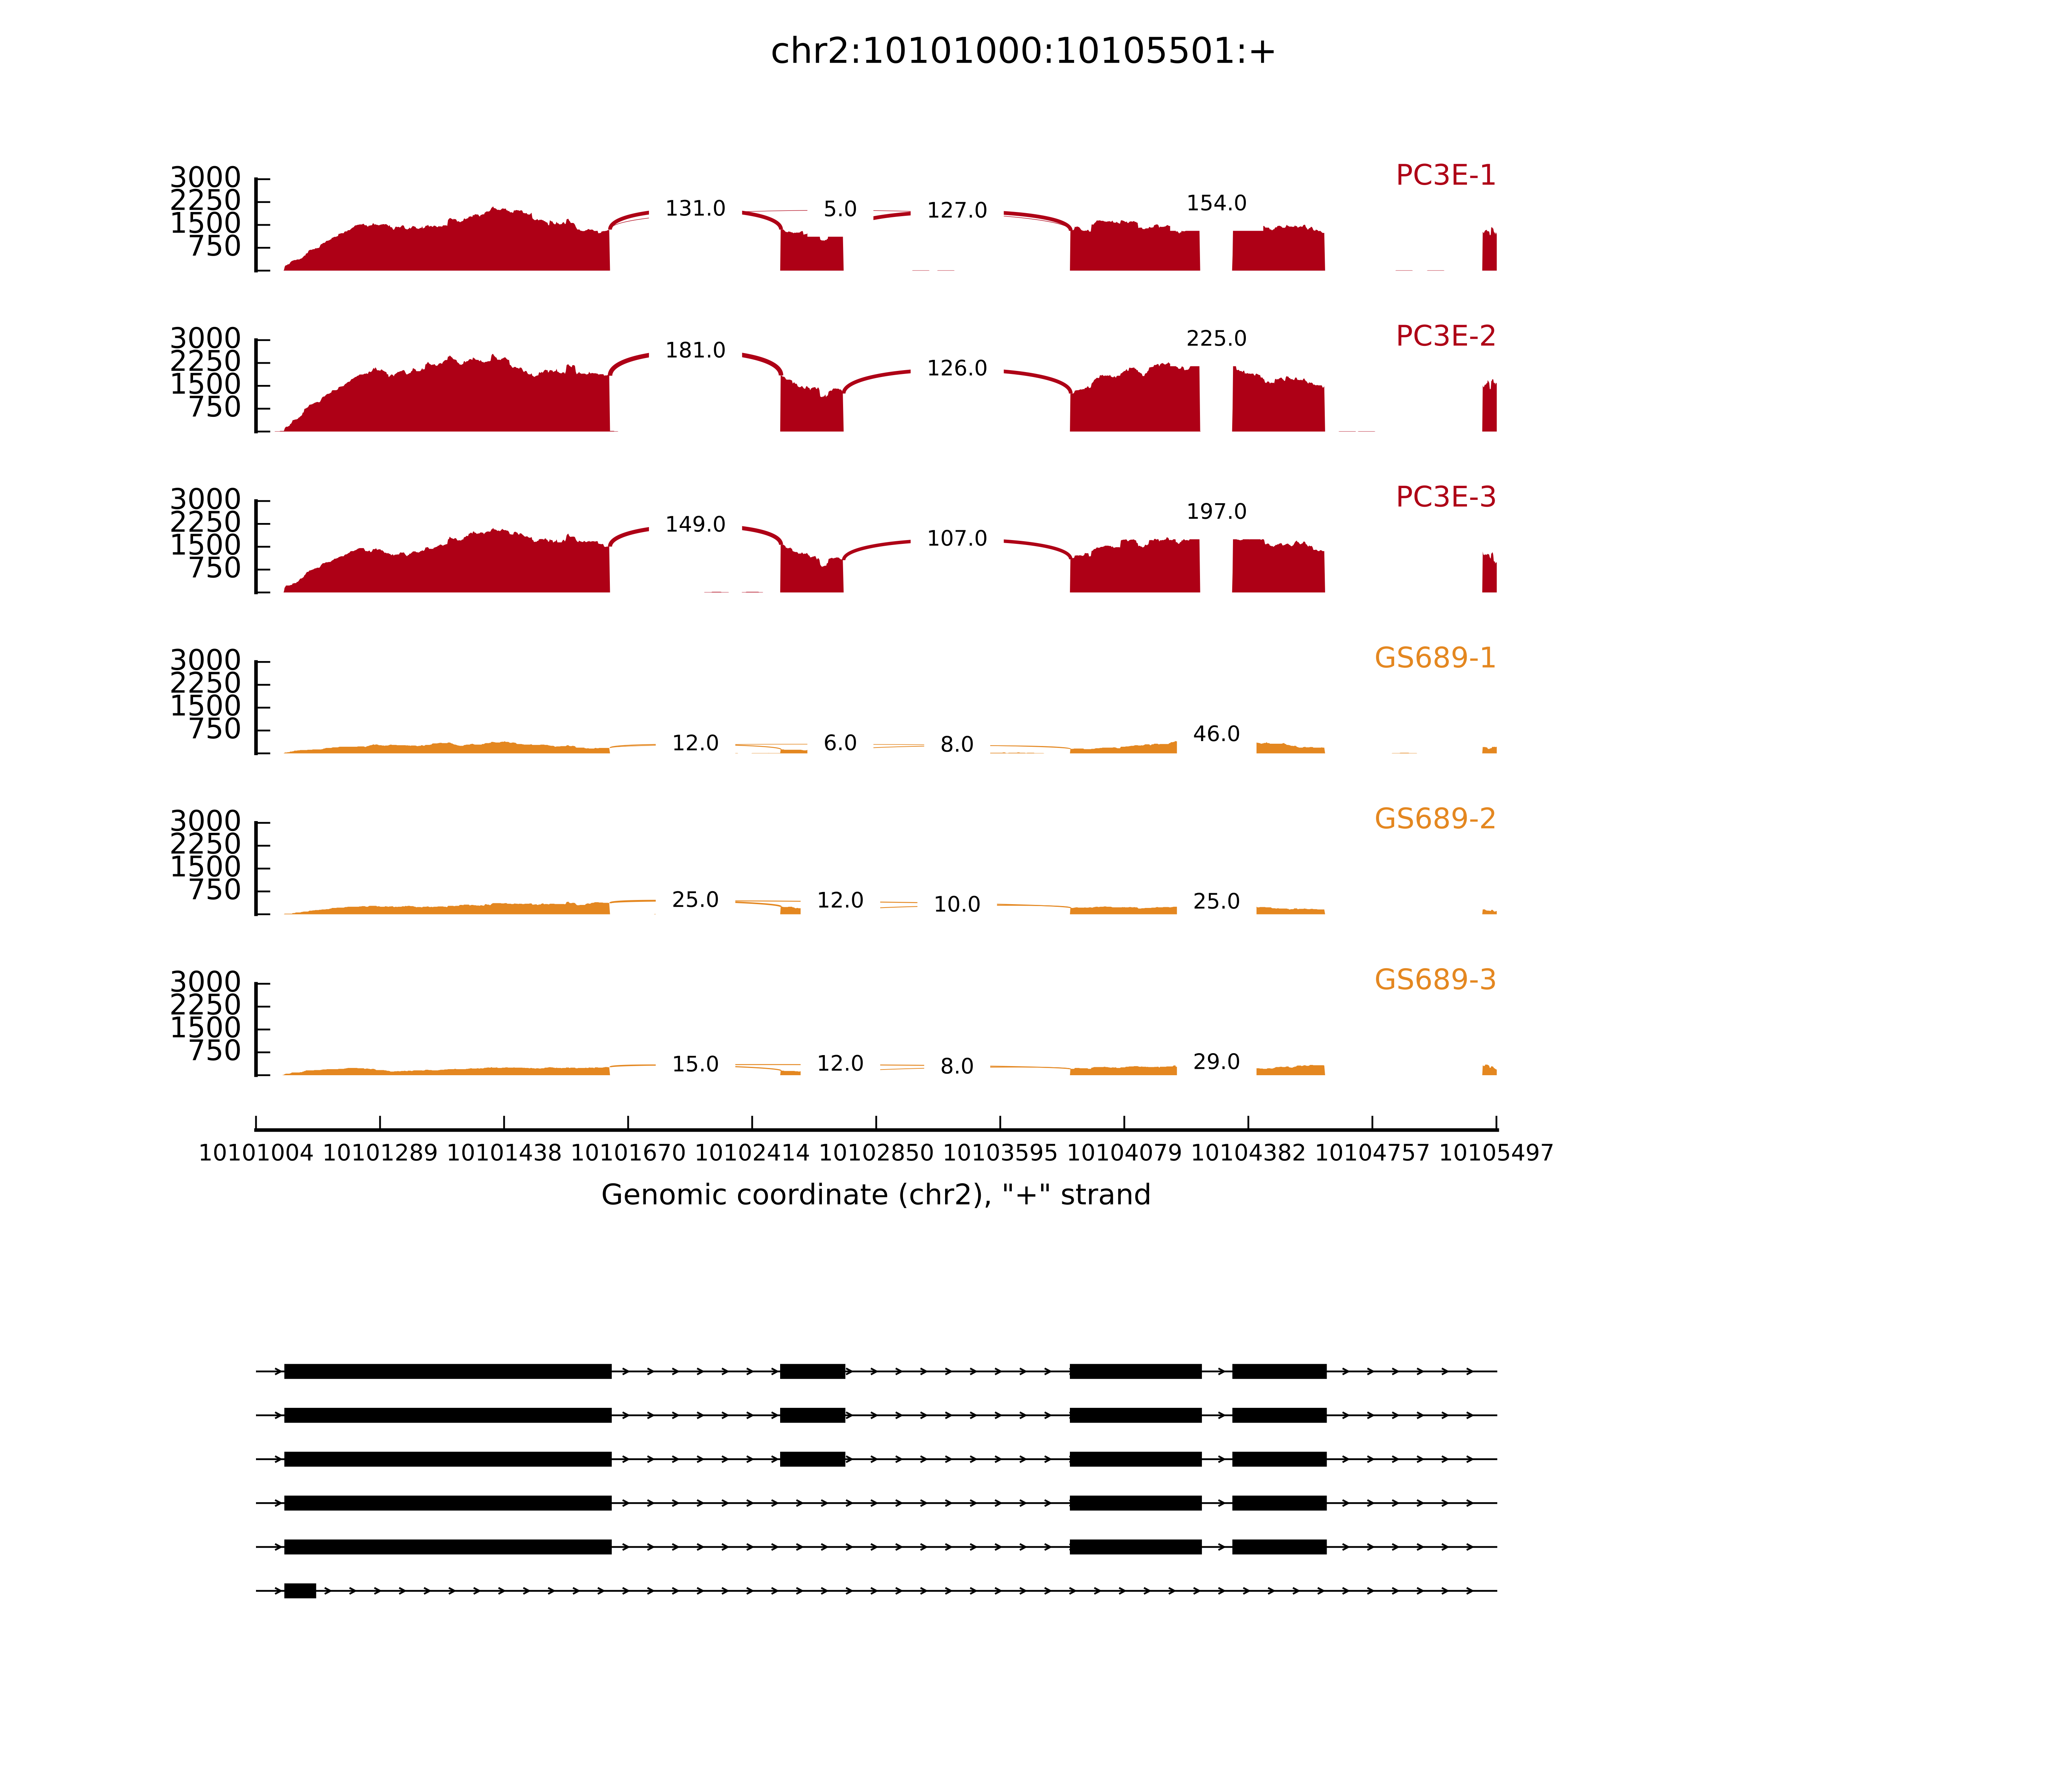 chr2:10101000:10105501:+
PC3E-1
3000
2250
1500
750
131.0 5.0 127.0 154.0
PC3E-2
3000
2250
1500
750
181.0 126.0 225.0
PC3E-3
3000
2250
1500
750
149.0 107.0 197.0
GS689-1
3000
2250
1500
750
12.0 6.0 8.0 46.0
GS689-2
3000
2250
1500
750
25.0 12.0 10.0 25.0
GS689-3
3000
2250
1500
750
15.0 12.0 8.0 29.0
10101004 10101289 10101438 10101670 10102414 10102850 10103595 10104079 10104382 10104757 10105497
Genomic coordinate (chr2), "+" strand